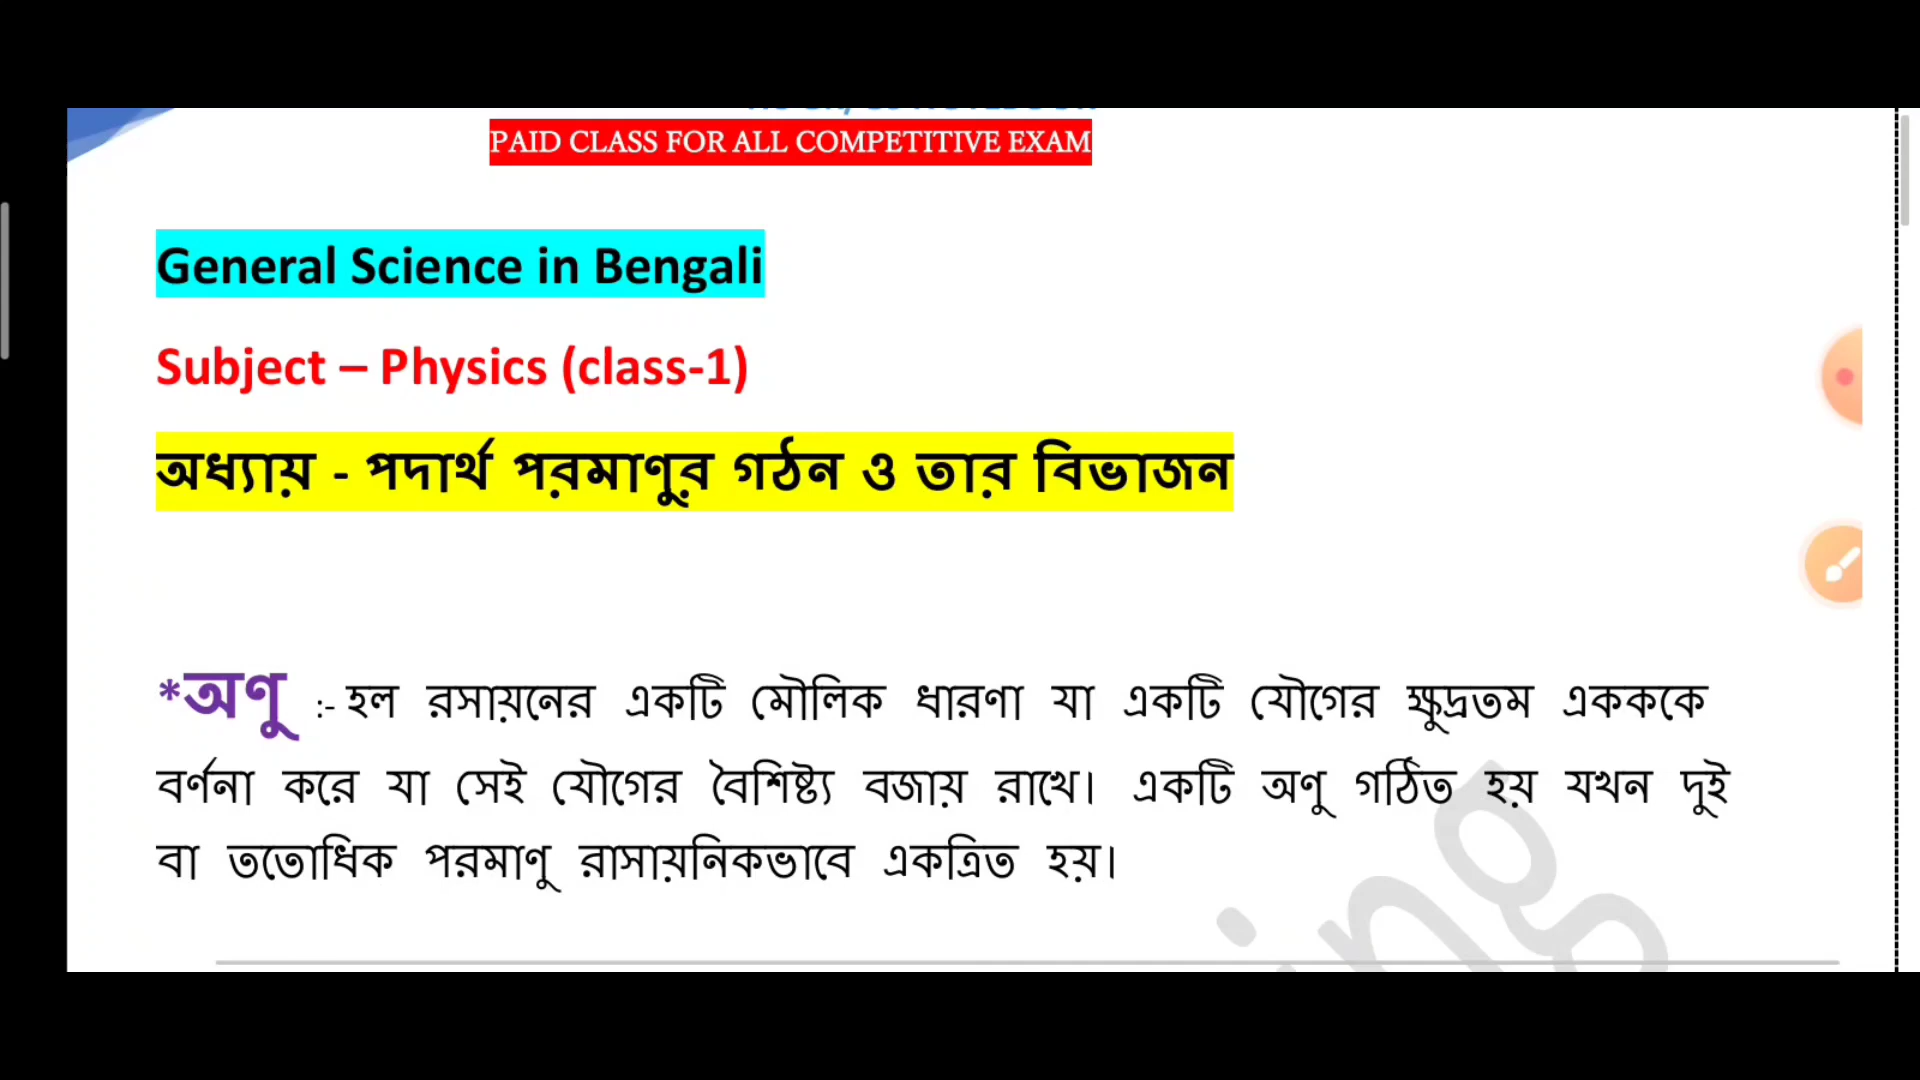 PAID CLASS FOR ALL COMPETITIVE EXAM
General Science in Bengali
Subject – Physics (class-1)
অধ্যায় - পদার্থ পরমাণুর গঠন ও তার বিভাজন
*অণু :- হল রসায়নের একটি মৌলিক ধারণা যা একটি যৌগের ক্ষুদ্রতম একককে
বর্ণনা করে যা সেই যৌগের বৈশিষ্ট্য বজায় রাখে। একটি অণু গঠিত হয় যখন দুই
বা ততোধিক পরমাণু রাসায়নিকভাবে একত্রিত হয়।